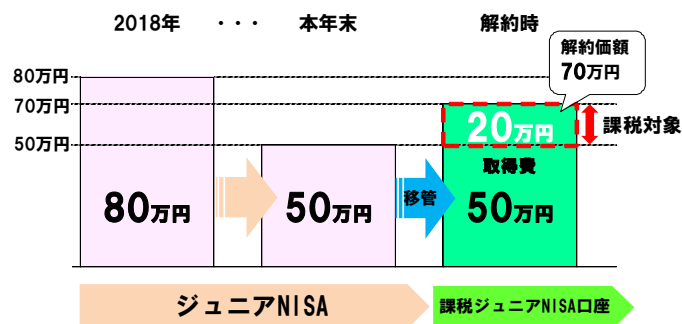 2018年 ・・・ 本年末 解約時
解約価額
70万円
80万円
70万円
50万円
20万円
課税対象
取得費
80万円
50万円
移管
50万円
ジュニアNISA
課税ジュニアNISA口座